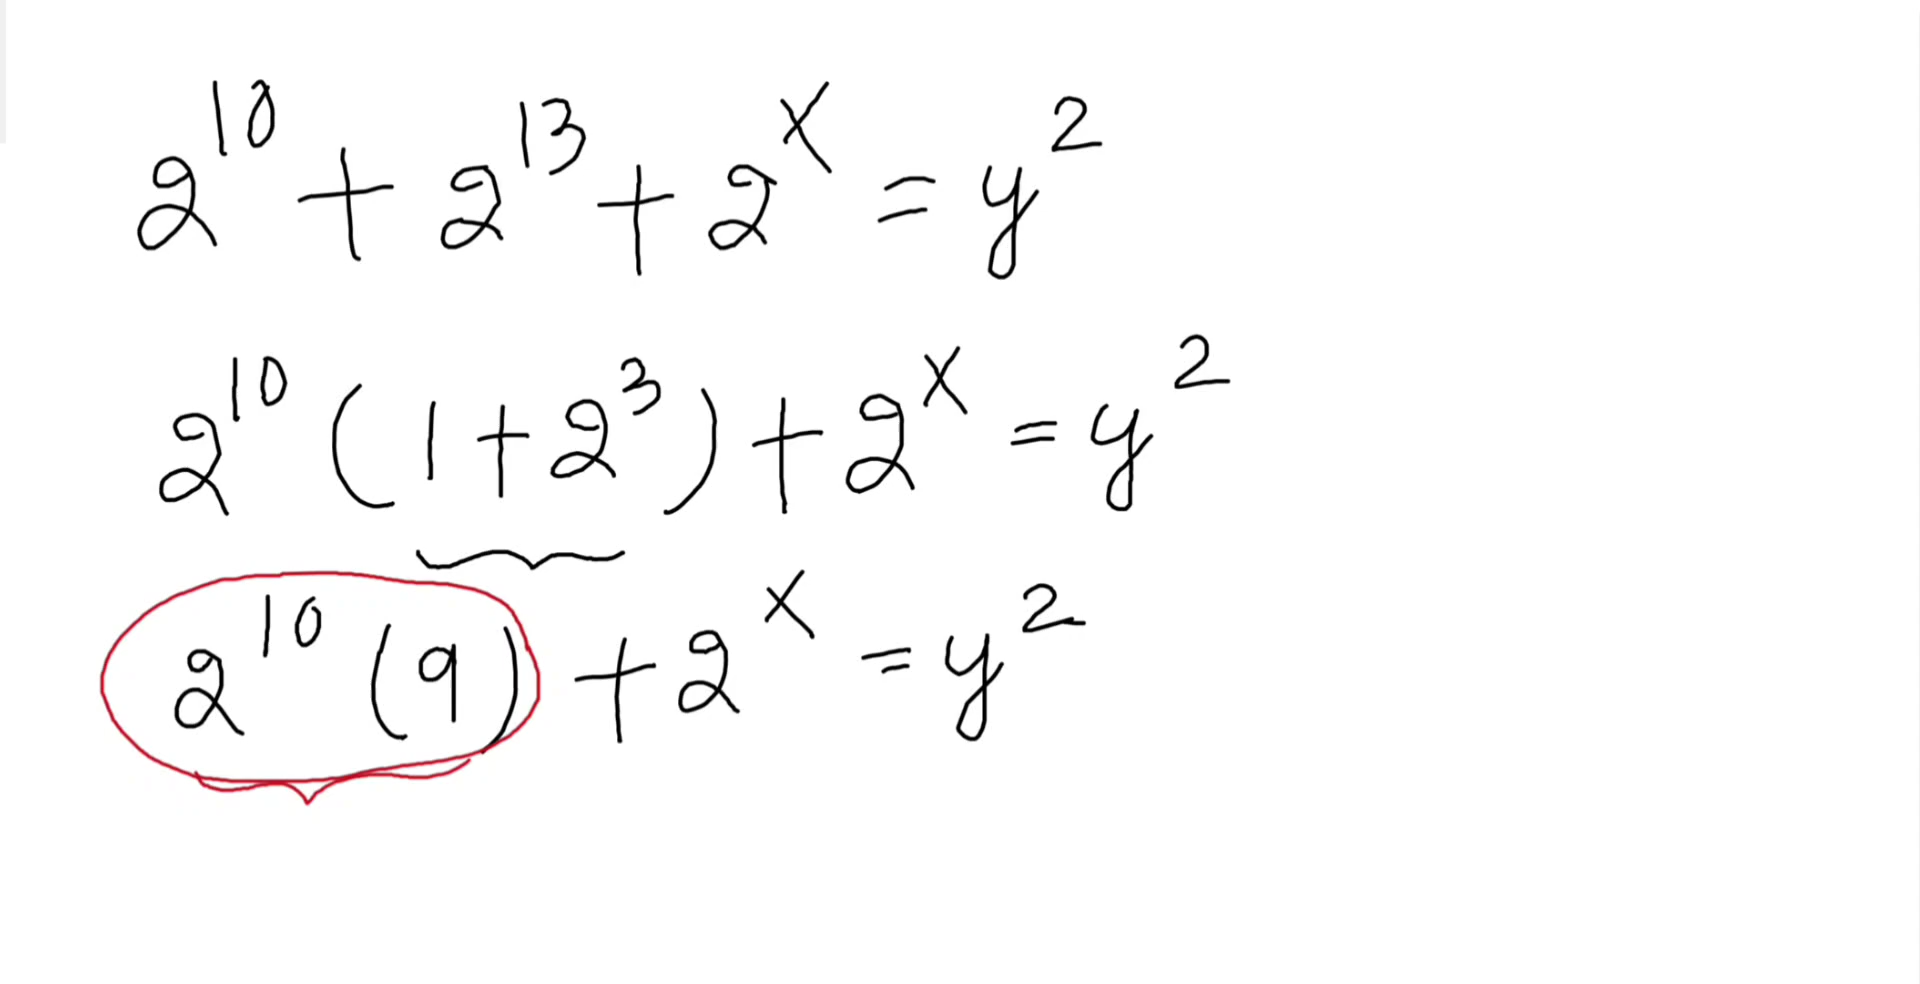 2^10 + 2^13 + 2^x = y^2
2^10 (1+2^3) + 2^x = y^2
2^10 (9) + 2^x = y^2